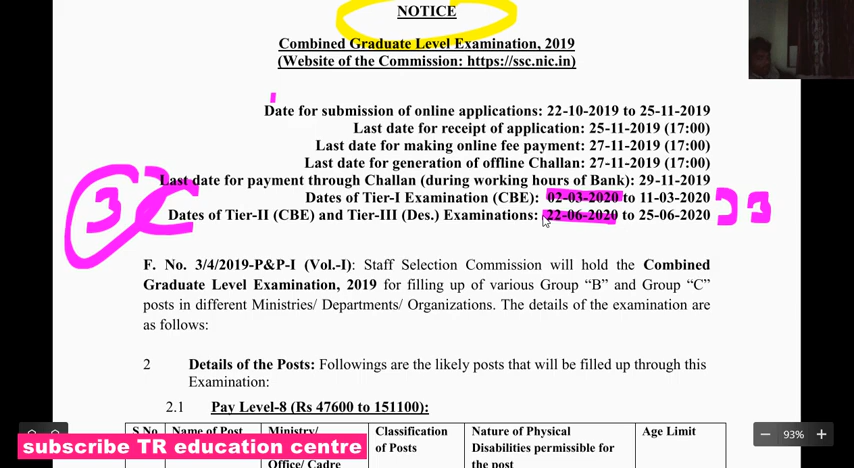 NOTICE
Combined Graduate Level Examination, 2019
(Website of the Commission: https://ssc.nic.in)
Date for submission of online applications: 22-10-2019 to 25-11-2019
Last date for receipt of application: 25-11-2019 (17:00)
Last date for making online fee payment: 27-11-2019 (17:00)
Last date for generation of offline Challan: 27-11-2019 (17:00)
Last date for payment through Challan (during working hours of Bank): 29-11-2019
Dates of Tier-I Examination (CBE): 02-03-2020 to 11-03-2020
Dates of Tier-II (CBE) and Tier-III (Des.) Examinations: 22-06-2020 to 25-06-2020
F. No. 3/4/2019-P&P-I (Vol.-I): Staff Selection Commission will hold the Combined
Graduate Level Examination, 2019 for filling up of various Group “B” and Group “C”
posts in different Ministries/ Departments/ Organizations. The details of the examination are
as follows:
2 Details of the Posts: Followings are the likely posts that will be filled up through this
Examination:
2.1 Pay Level-8 (Rs 47600 to 151100):
S.No Name of Post Ministry/ Classification Nature of Physical Age Limit
of Posts Disabilities permissible for
Office/ Cadre the post
subscribe TR education centre
93%